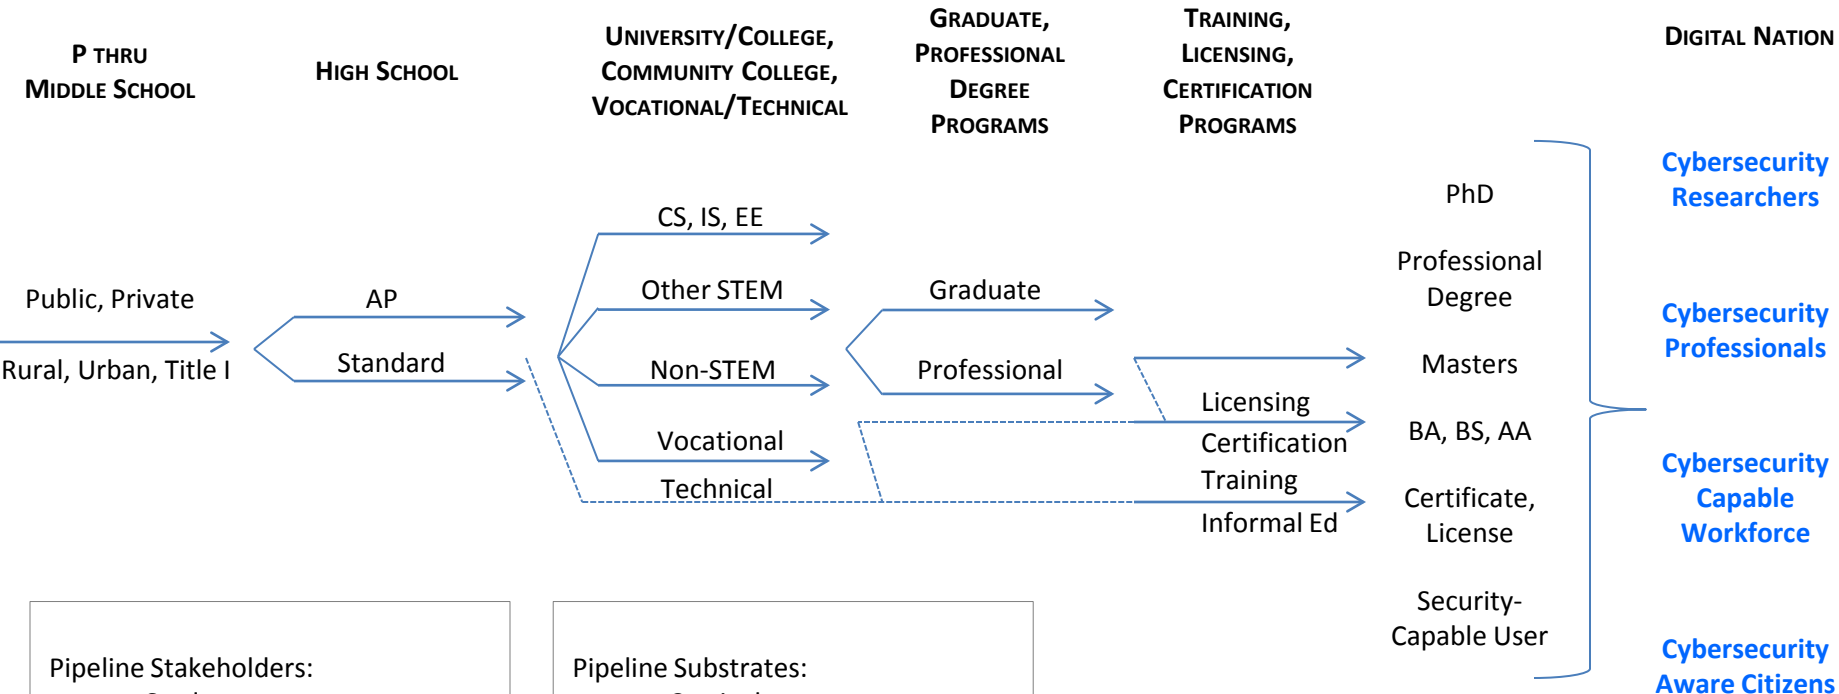 P THRU
MIDDLE SCHOOL
HIGH SCHOOL
UNIVERSITY/COLLEGE,
COMMUNITY COLLEGE,
VOCATIONAL/TECHNICAL
GRADUATE,
PROFESSIONAL
DEGREE
PROGRAMS
TRAINING,
LICENSING,
CERTIFICATION
PROGRAMS
DIGITAL NATION
Public, Private
Rural, Urban, Title I
AP
Standard
CS, IS, EE
Other STEM
Non-STEM
Vocational
Technical
Graduate
Professional
Licensing
Certification
Training
Informal Ed
PhD
Professional
Degree
Masters
BA, BS, AA
Certificate,
License
Security-
Capable User
Cybersecurity
Researchers
Cybersecurity
Professionals
Cybersecurity
Capable
Workforce
Cybersecurity
Aware Citizens
Pipeline Stakeholders:
Pipeline Substrates: